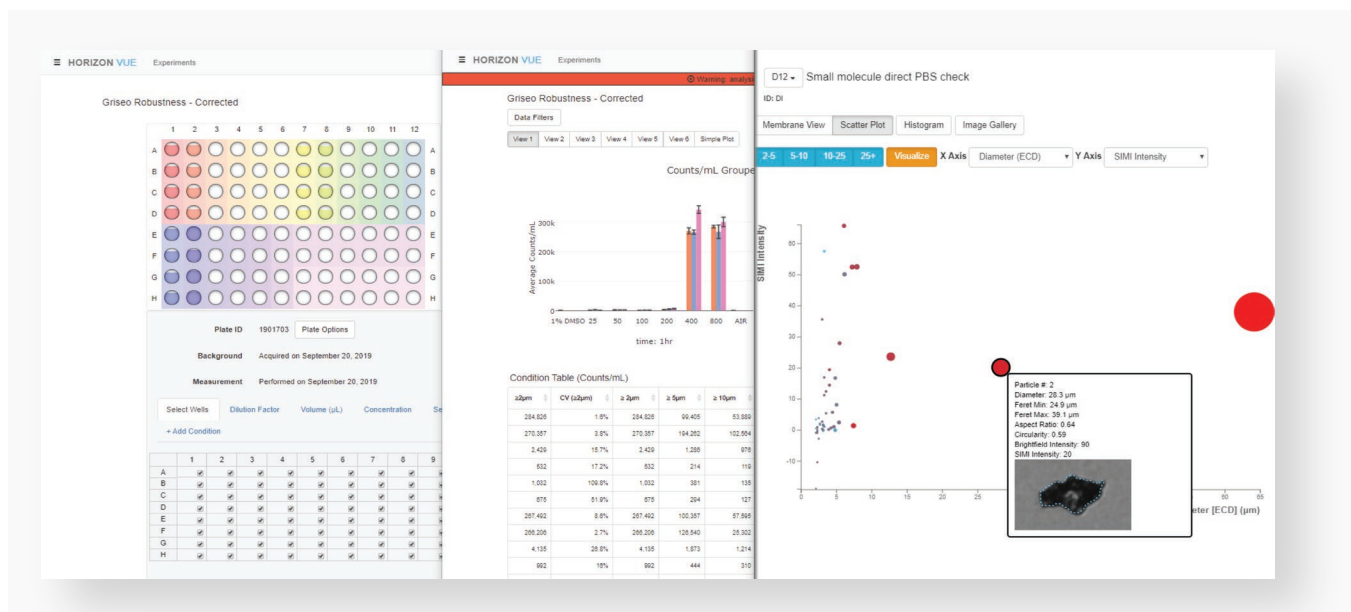 ≡ HORIZON VUE Experiments
Griseo Robustness - Corrected
1 2 3 4 5 6 7 8 9 10 11 12
A A
B B
C C
D D
E E
F F
G G
H H
Plate ID 1901703 Plate Options
Background Acquired on September 20, 2019
Measurement Performed on September 20, 2019
Select Wells Dilution Factor Volume (μL) Concentration Se
+ Add Condition
1 2 3 4 5 6 7 8 9
A
B
C
D
E
F
G
H
≡ HORIZON VUE Experiments
Warning: analysi
Griseo Robustness - Corrected
Data Filters
View 1 View 2 View 3 View 4 View 5 View 6 Simple Plot
Counts/mL Groupe
Average Counts/mL
300k
200k
100k
0
1% DMSO 25 50 100 200 400 800 AIR
time: 1hr
Condition Table (Counts/mL)
≥2μm CV (≥2μm) ≥ 2μm ≥ 5μm ≥ 10μm
284,826 1.6% 284,826 99,405 53,889
270,357 3.8% 270,357 194,262 102,564
2,429 15.7% 2,429 1,286 876
532 17.2% 532 214 119
1,032 109.8% 1,032 381 135
675 51.9% 675 294 127
267,492 8.6% 267,492 100,357 57,595
266,206 2.7% 266,206 126,540 26,302
4,135 26.8% 4,135 1,873 1,214
992 16% 992 444 310
D12 Small molecule direct PBS check
ID: DI
Membrane View Scatter Plot Histogram Image Gallery
2-5 5-10 10-25 25+ Visualize X Axis Diameter (ECD) Y Axis SIMI Intensity
SIMI Intensity
60
50
40
30
20
10
0
-10
0 5 10 15 20 25 60 65
eter [ECD] (μm)
Particle #: 2
Diameter: 28.3 μm
Feret Min: 24.9 μm
Feret Max: 39.1 μm
Aspect Ratio: 0.64
Circularity: 0.59
Brightfield Intensity: 90
SIMI Intensity: 20